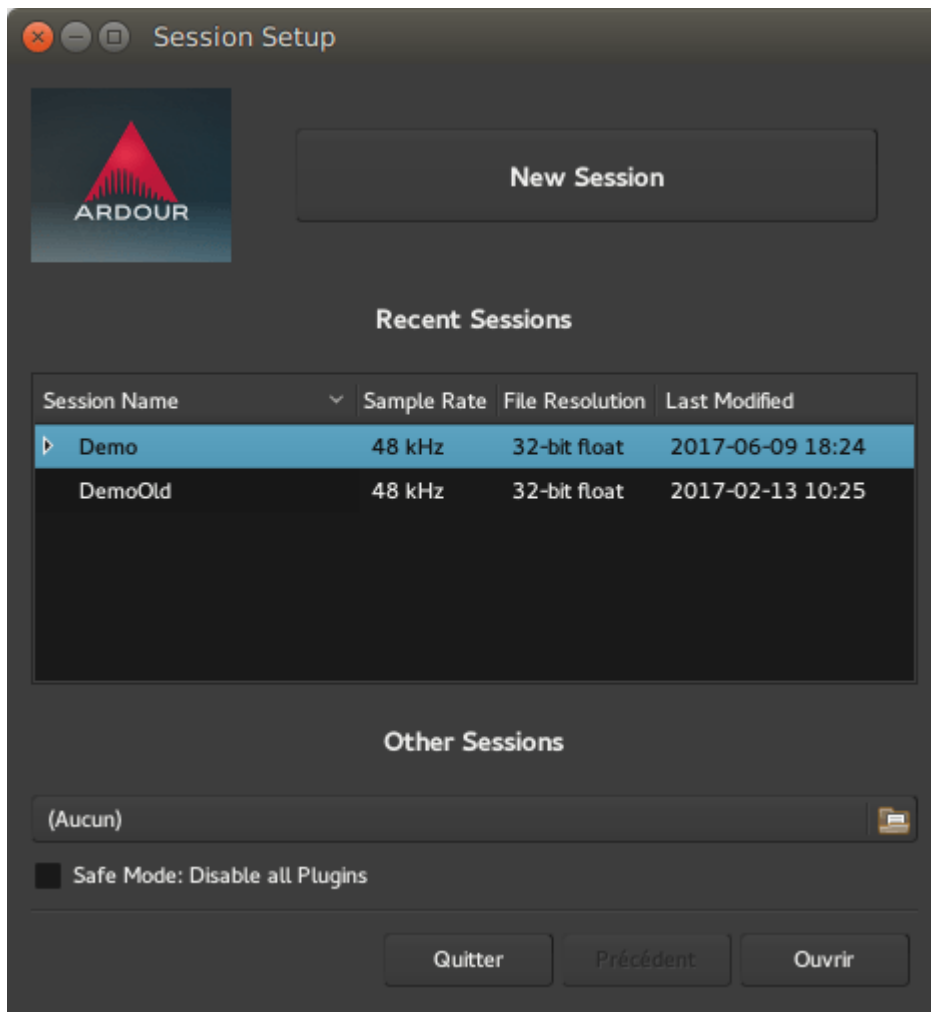 Session Setup
ARDOUR
New Session
Recent Sessions
Session Name Sample Rate File Resolution Last Modified
Demo 48 kHz 32-bit float 2017-06-09 18:24
DemoOld 48 kHz 32-bit float 2017-02-13 10:25
Other Sessions
(Aucun)
Safe Mode: Disable all Plugins
Quitter Précédent Ouvrir